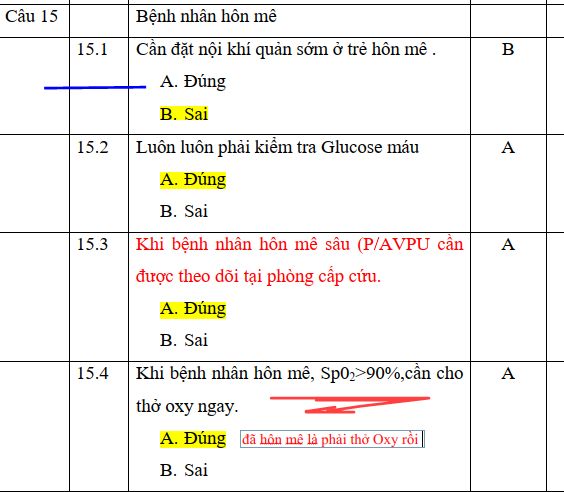 Câu 15 Bệnh nhân hôn mê
15.1 Cần đặt nội khí quản sớm ở trẻ hôn mê . B
A. Đúng
B. Sai
15.2 Luôn luôn phải kiểm tra Glucose máu A
A. Đúng
B. Sai
15.3 Khi bệnh nhân hôn mê sâu (P/AVPU cần A
được theo dõi tại phòng cấp cứu.
A. Đúng
B. Sai
15.4 Khi bệnh nhân hôn mê, Sp0₂>90%,cần cho A
thở oxy ngay.
A. Đúng đã hôn mê là phải thở Oxy rồi
B. Sai